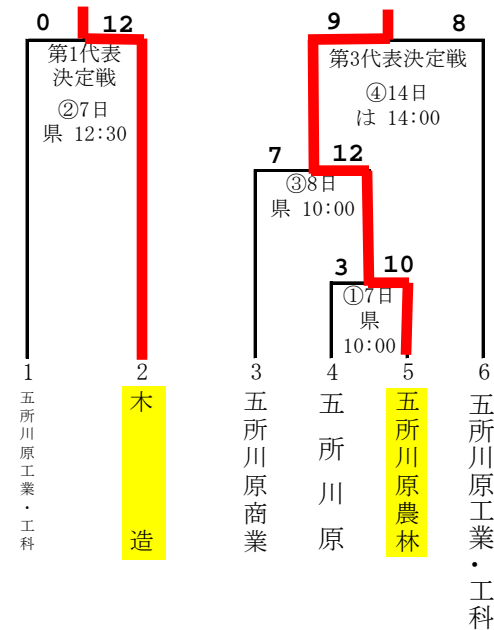 0 12
第1代表
決定戦
②7日
県 12:30
9 8
第3代表決定戦
④14日
は 14:00
7 12
③8日
県 10:00
3 10
①7日
県
10:00
1 2 3 4 5 6
五所川原工業・工科
木造
五所川原商業
五所川原
五所川原農林
五所川原工業・工科